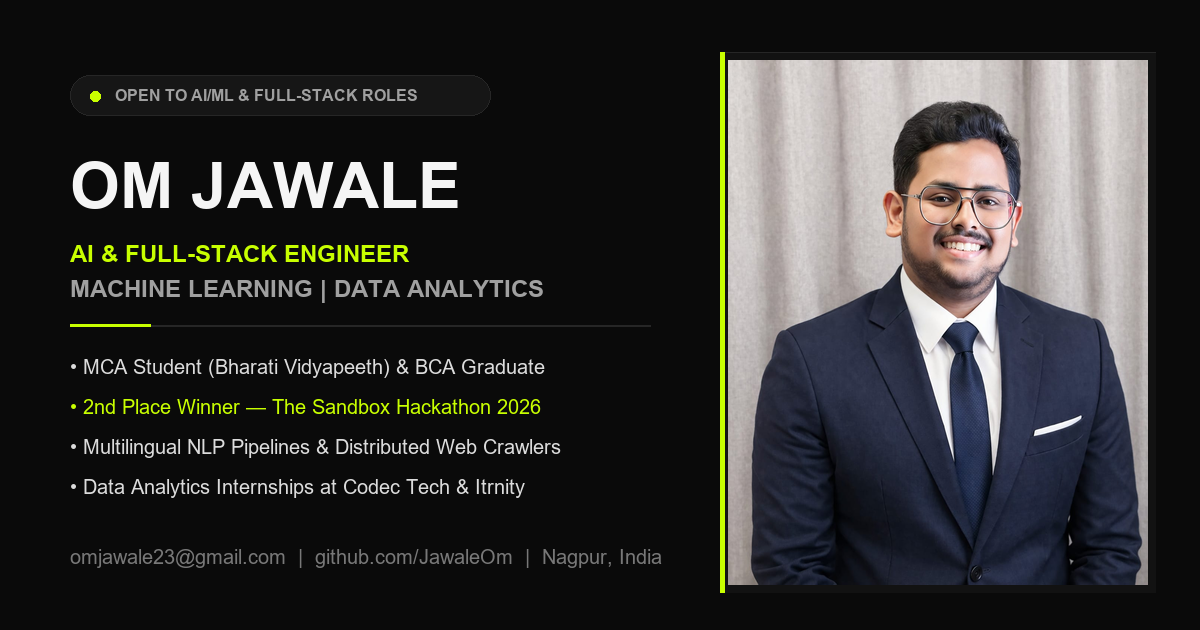 OPEN TO AI/ML & FULL-STACK ROLES
OM JAWALE
AI & FULL-STACK ENGINEER
MACHINE LEARNING | DATA ANALYTICS
• MCA Student (Bharati Vidyapeeth) & BCA Graduate
• 2nd Place Winner — The Sandbox Hackathon 2026
• Multilingual NLP Pipelines & Distributed Web Crawlers
• Data Analytics Internships at Codec Tech & Itrnity
omjawale23@gmail.com | github.com/JawaleOm | Nagpur, India